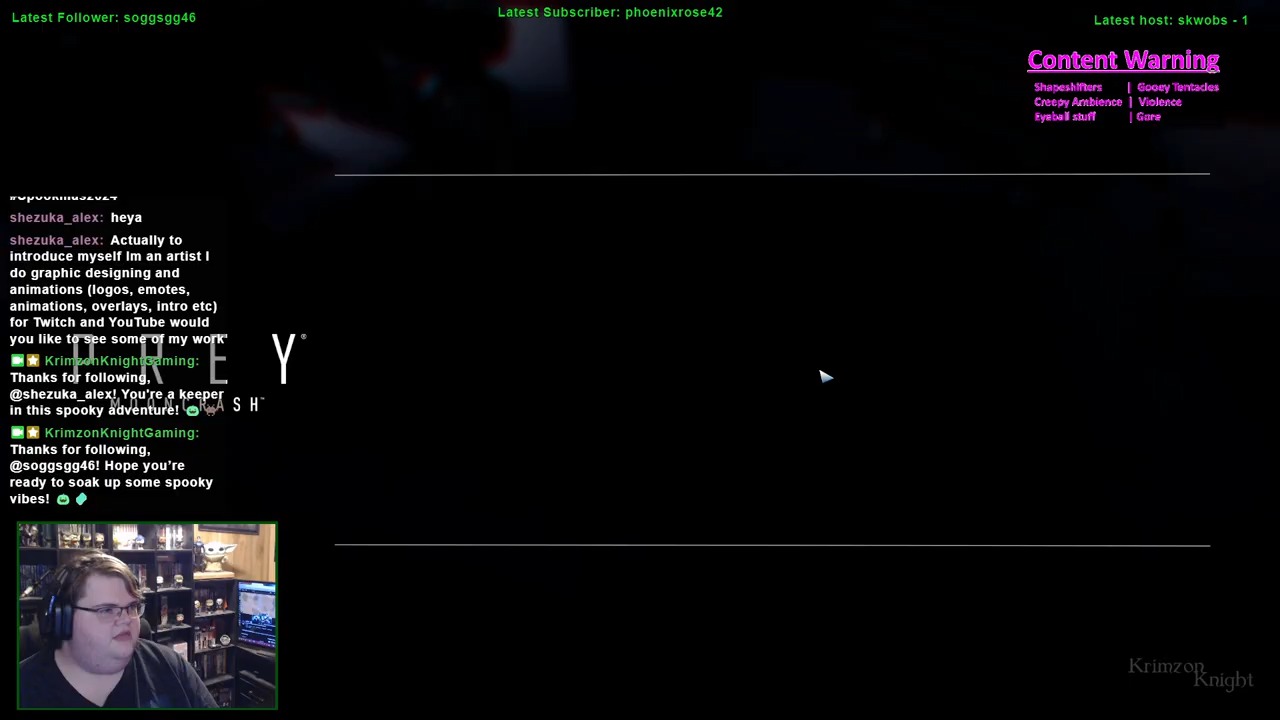 Latest Follower: soggsgg46
Latest Subscriber: phoenixrose42
Latest host: skwobs - 1
Content Warning
Shapeshifters | Gooey Tentacles
Creepy Ambience | Violence
Eyeball stuff | Gore
#Spookmas2024
shezuka_alex: heya
shezuka_alex: Actually to
introduce myself Im an artist I
do graphic designing and
animations (logos, emotes,
animations, overlays, intro etc)
for Twitch and YouTube would
you like to see some of my work
KrimzonKnightGaming:
Thanks for following,
@shezuka_alex! You're a keeper
in this spooky adventure!
KrimzonKnightGaming:
Thanks for following,
@soggsgg46! Hope you're
ready to soak up some spooky
vibes!
PREY®
MOONCRASH™
Krimzon
Knight